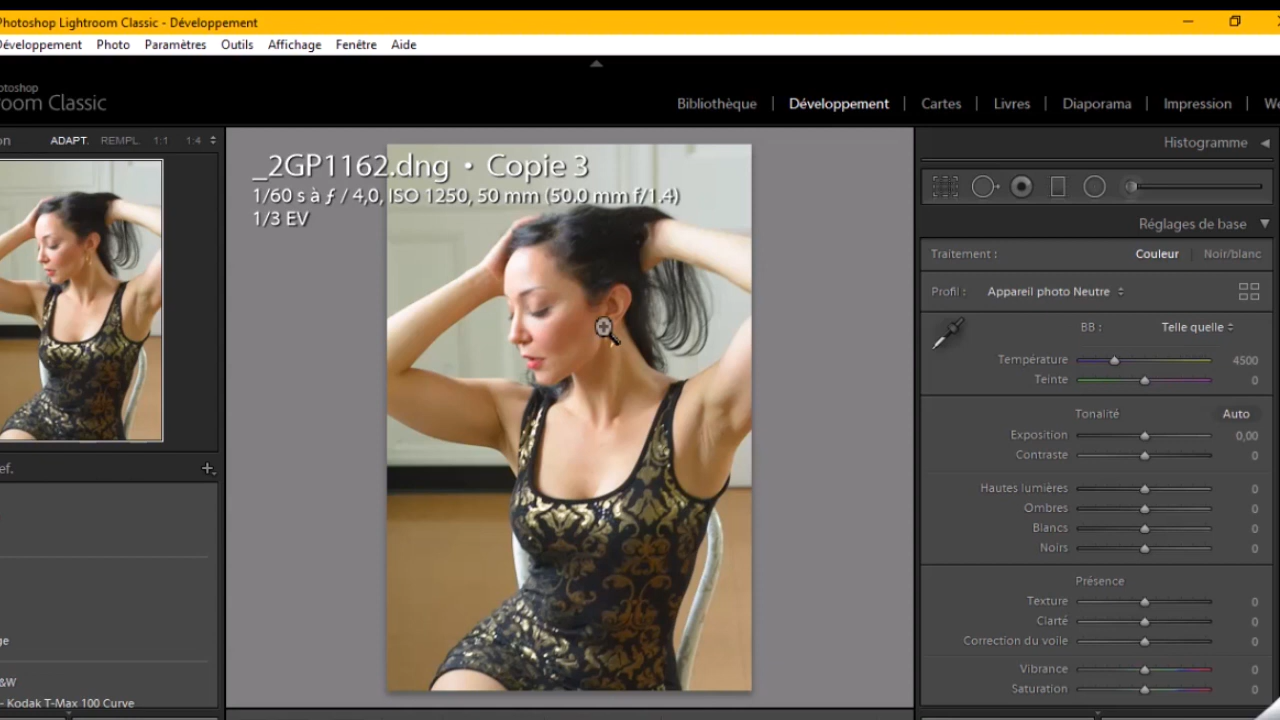 Photoshop Lightroom Classic - Développement
Développement Photo Paramètres Outils Affichage Fenêtre Aide
otoshop
room Classic
Bibliothèque | Développement | Cartes | Livres | Diaporama | Impression | We
on ADAPT. REMPL. 1:1 1:4
Histogramme
_2GP1162.dng • Copie 3
1/60 s à ƒ / 4,0, ISO 1250, 50 mm (50.0 mm f/1.4)
1/3 EV
Réglages de base
Traitement : Couleur | Noir/blanc
Profil : Appareil photo Neutre
BB : Telle quelle
Température 4500
Teinte 0
Tonalité Auto
Exposition 0,00
Contraste 0
Hautes lumières 0
Ombres 0
Blancs 0
Noirs 0
Présence
Texture 0
Clarté 0
Correction du voile 0
Vibrance 0
Saturation 0
ef. +
ge
&W
- Kodak T-Max 100 Curve